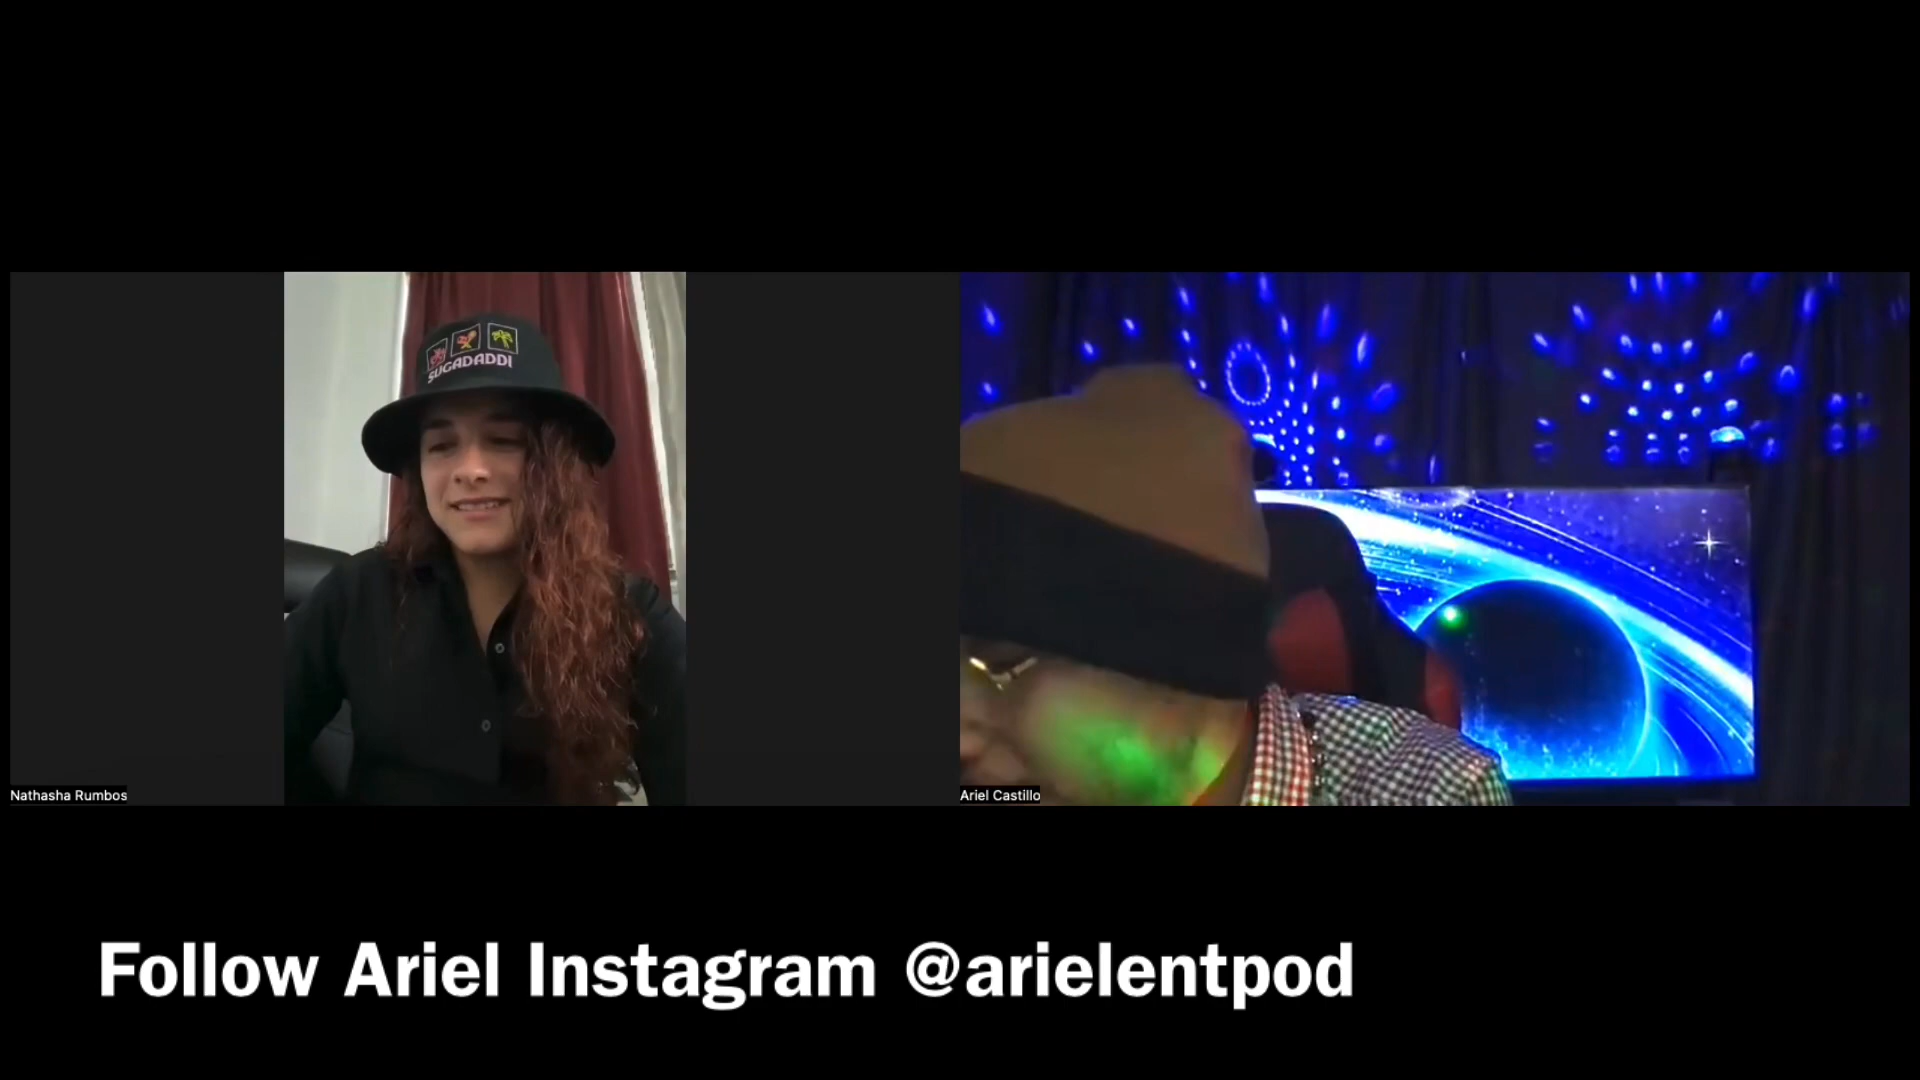 SUGADADDI
Nathasha Rumbos
Ariel Castillo
Follow Ariel Instagram @arielentpod